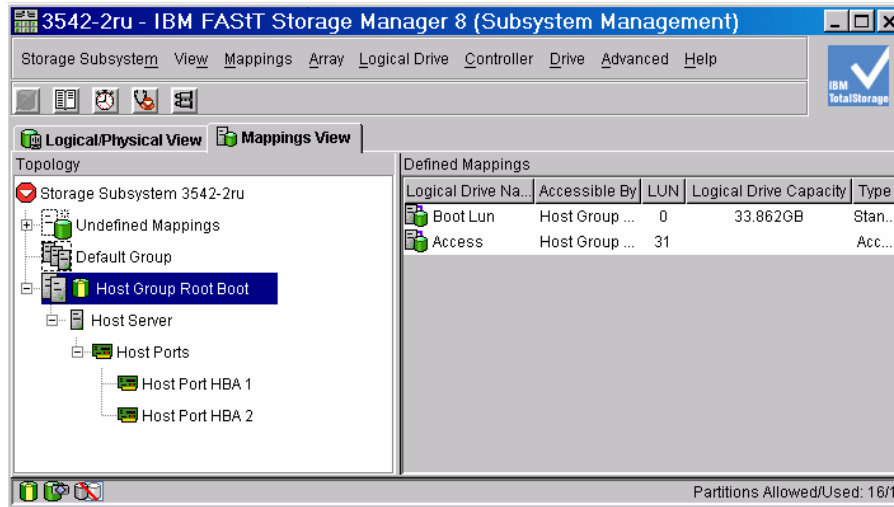 3542-2ru - IBM FAStT Storage Manager 8 (Subsystem Management)
Storage Subsystem View Mappings Array Logical Drive Controller Drive Advanced Help
IBM
TotalStorage
Logical/Physical View Mappings View
Topology Defined Mappings
Logical Drive Na... Accessible By LUN Logical Drive Capacity Type
Storage Subsystem 3542-2ru
Boot Lun Host Group ... 0 33.862GB Stan...
Undefined Mappings
Access Host Group ... 31 Acc...
Default Group
Host Group Root Boot
Host Server
Host Ports
Host Port HBA 1
Host Port HBA 2
Partitions Allowed/Used: 16/1